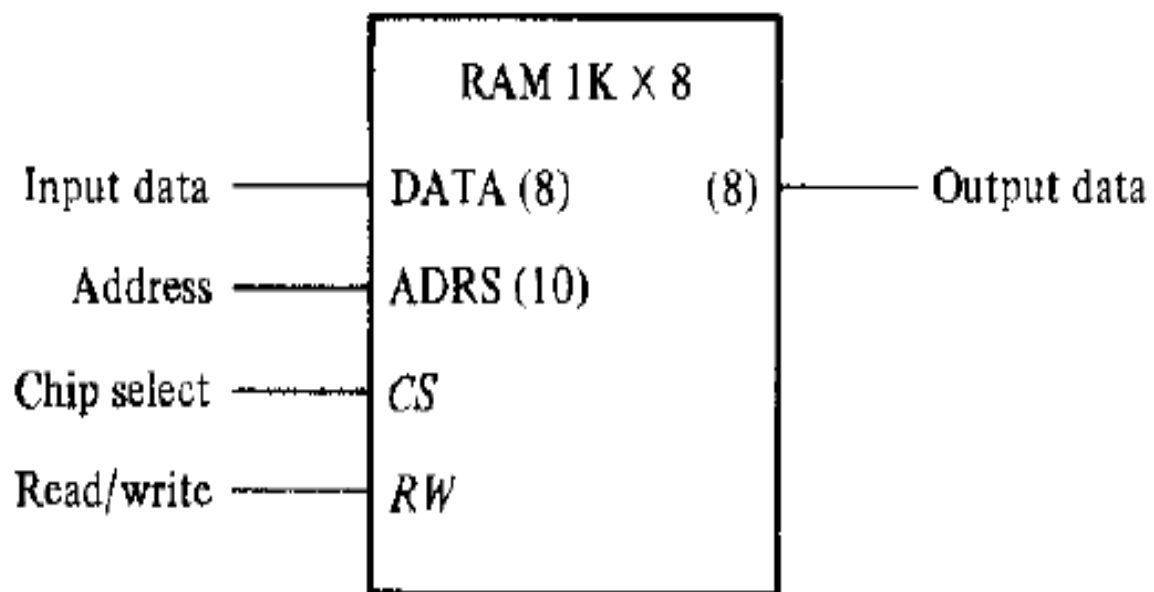 RAM 1K × 8
Input data DATA (8) (8) Output data
Address ADRS (10)
Chip select CS
Read/write RW